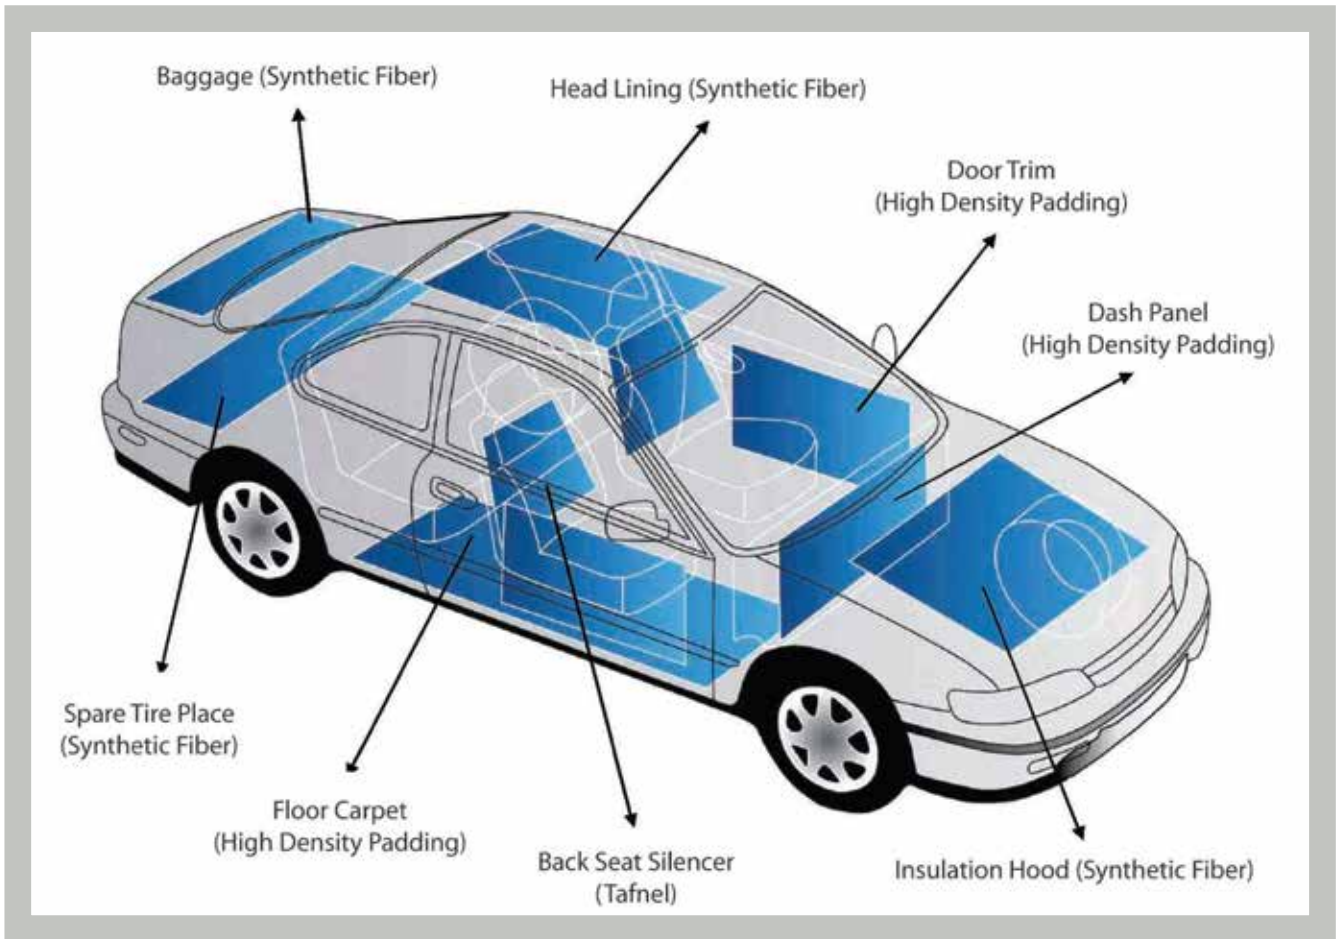 Baggage (Synthetic Fiber)
Head Lining (Synthetic Fiber)
Door Trim
(High Density Padding)
Dash Panel
(High Density Padding)
Spare Tire Place
(Synthetic Fiber)
Floor Carpet
(High Density Padding)
Back Seat Silencer
(Tafnel)
Insulation Hood (Synthetic Fiber)